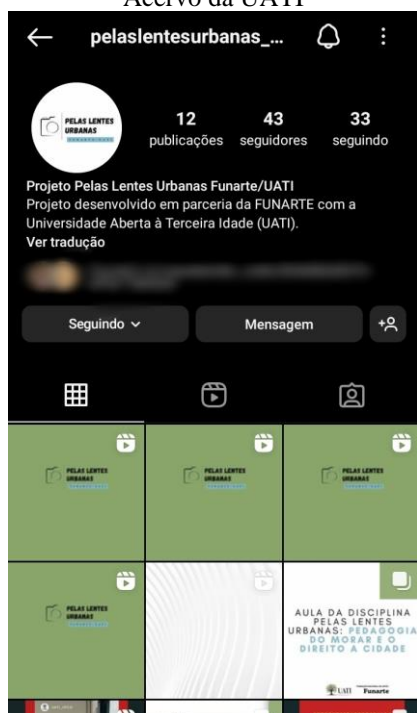 Acervo da UATI
pelaslentesurbanas_...
PELAS LENTES
URBANAS
12 43 33
publicações seguidores seguindo
Projeto Pelas Lentes Urbanas Funarte/UATI
Projeto desenvolvido em parceria da FUNARTE com a
Universidade Aberta à Terceira Idade (UATI).
Ver tradução
Seguindo Mensagem
PELAS LENTES
URBANAS
PELAS LENTES
URBANAS
PELAS LENTES
URBANAS
PELAS LENTES
URBANAS
AULA DA DISCIPLINA
PELAS LENTES
URBANAS: PEDAGOGIA
DO MORAR E O
DIREITO A CIDADE
UATI Funarte